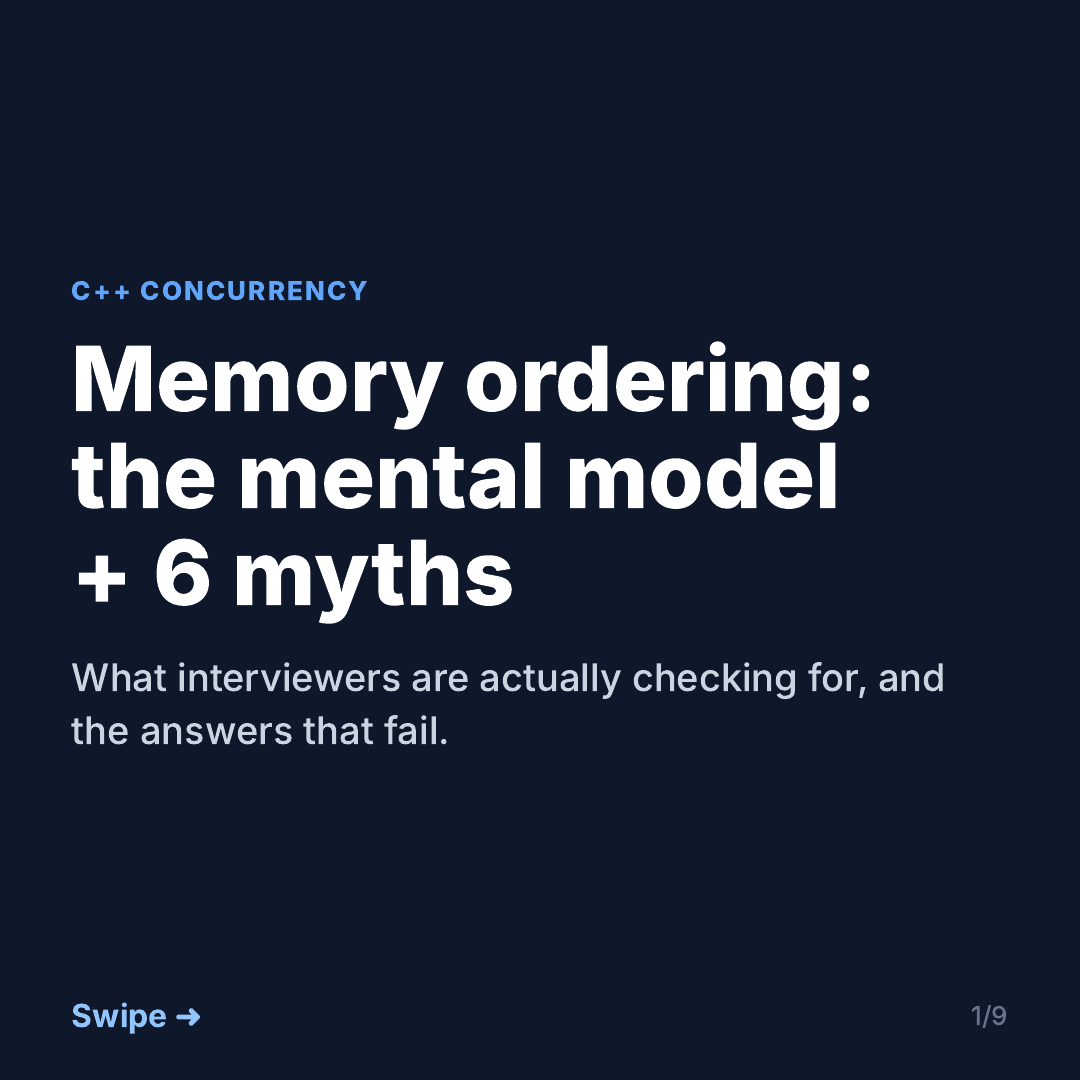 C++ CONCURRENCY
Memory ordering:
the mental model
+ 6 myths
What interviewers are actually checking for, and
the answers that fail.
Swipe ➜
1/9